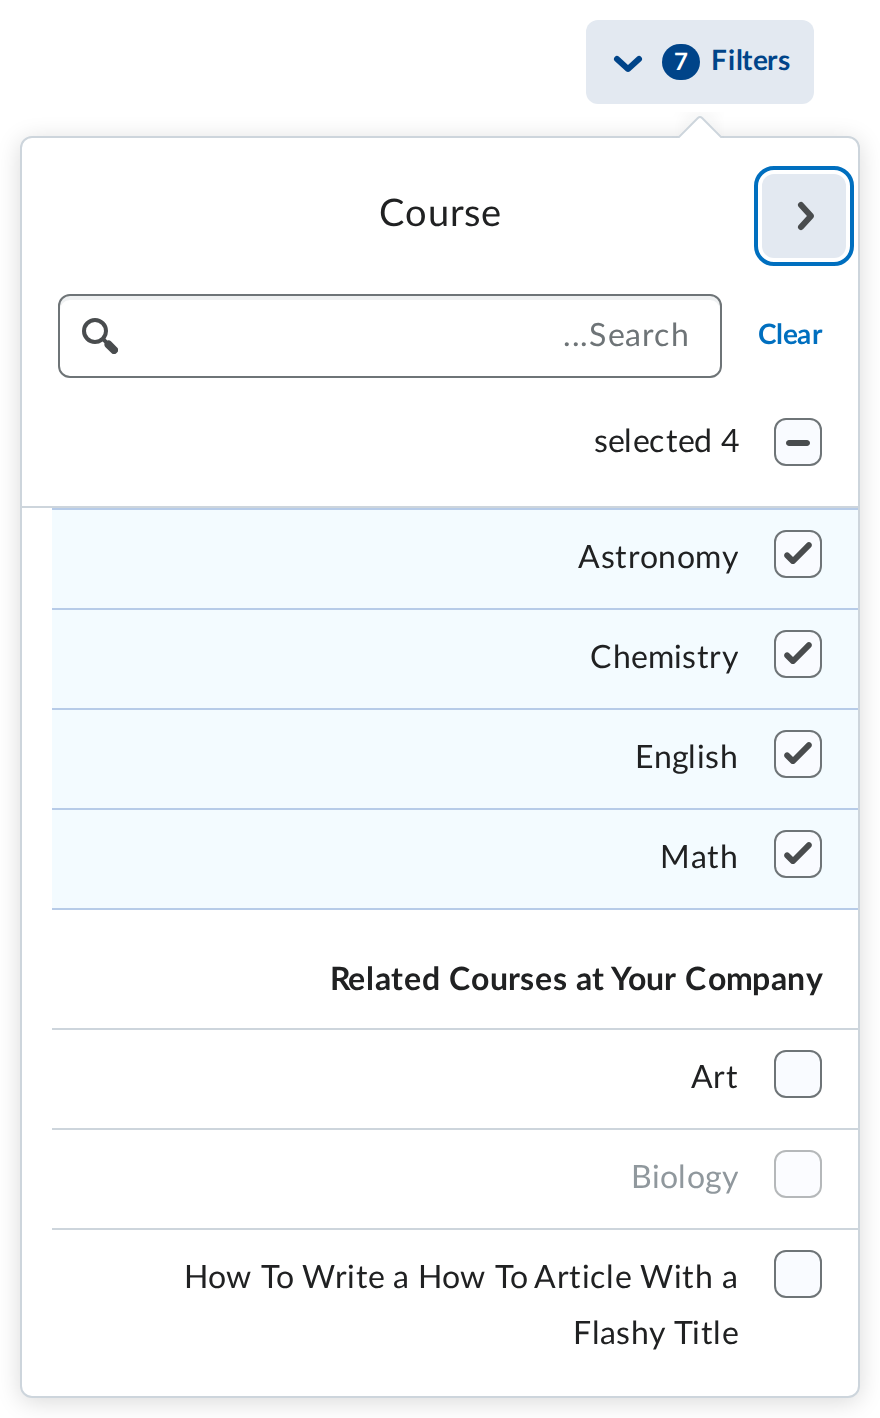 7 Filters
Course
...Search
Clear
selected 4
Astronomy
Chemistry
English
Math
Related Courses at Your Company
Art
Biology
How To Write a How To Article With a
Flashy Title